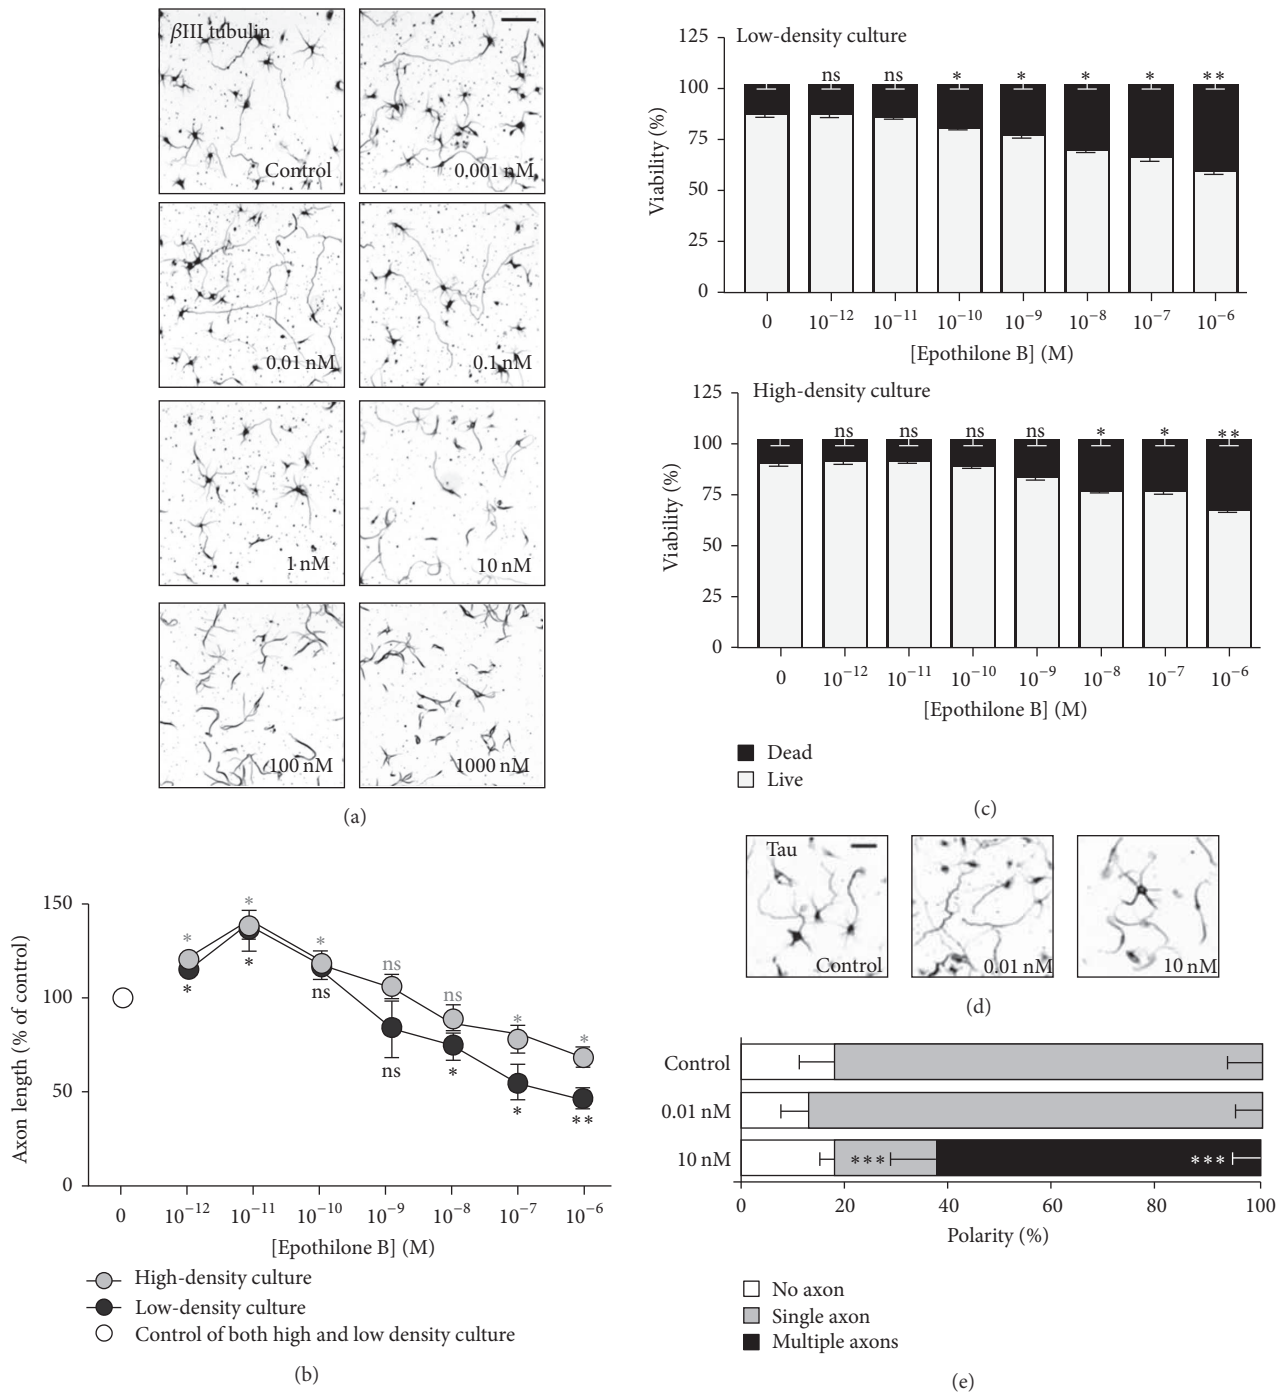 βIII tubulin
Control
0.001 nM
0.01 nM
0.1 nM
1 nM
10 nM
100 nM
1000 nM
(a)
150
100
50
0
Axon length (% of control)
* * * ns ns * *
* * ns ns * * **
0 10−12 10−11 10−10 10−9 10−8 10−7 10−6
[Epothilone B] (M)
High-density culture
Low-density culture
Control of both high and low density culture
(b)
Low-density culture
125
100
75
50
25
0
Viability (%)
ns ns * * * * **
0 10−12 10−11 10−10 10−9 10−8 10−7 10−6
[Epothilone B] (M)
High-density culture
125
100
75
50
25
0
Viability (%)
ns ns ns ns * * **
0 10−12 10−11 10−10 10−9 10−8 10−7 10−6
[Epothilone B] (M)
Dead
Live
(c)
Tau
Control
0.01 nM
10 nM
(d)
Control
0.01 nM
10 nM *** ***
0 20 40 60 80 100
Polarity (%)
No axon
Single axon
Multiple axons
(e)